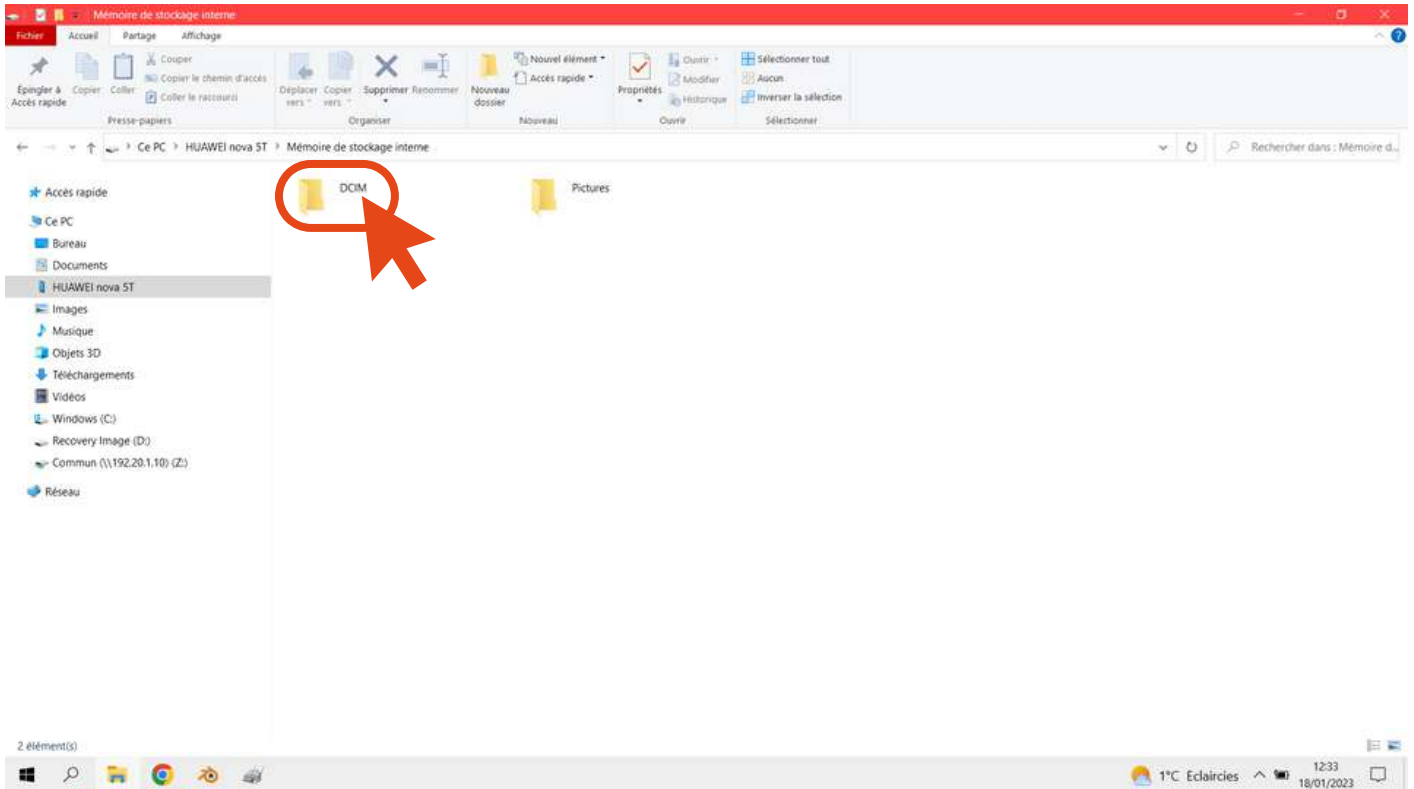 Mémoire de stockage interne
Fichier Accueil Partage Affichage
Épingler à Accès rapide
Copier
Coller
Couper
Copier le chemin d'accès
Coller le raccourci
Déplacer vers
Copier vers
Supprimer
Renommer
Nouveau dossier
Nouvel élément
Accès rapide
Propriétés
Ouvrir
Modifier
Historique
Sélectionner tout
Aucun
Inverser la sélection
Presse-papiers Organiser Nouveau Ouvrir Sélectionner
Ce PC > HUAWEI nova 5T > Mémoire de stockage interne
Rechercher dans : Mémoire d...
Accès rapide
Ce PC
Bureau
Documents
HUAWEI nova 5T
Images
Musique
Objets 3D
Téléchargements
Vidéos
Windows (C:)
Recovery Image (D:)
Commun (\\192.20.1.10) (Z:)
Réseau
DCIM
Pictures
2 élément(s)
1°C Eclaircies
12:33
18/01/2023